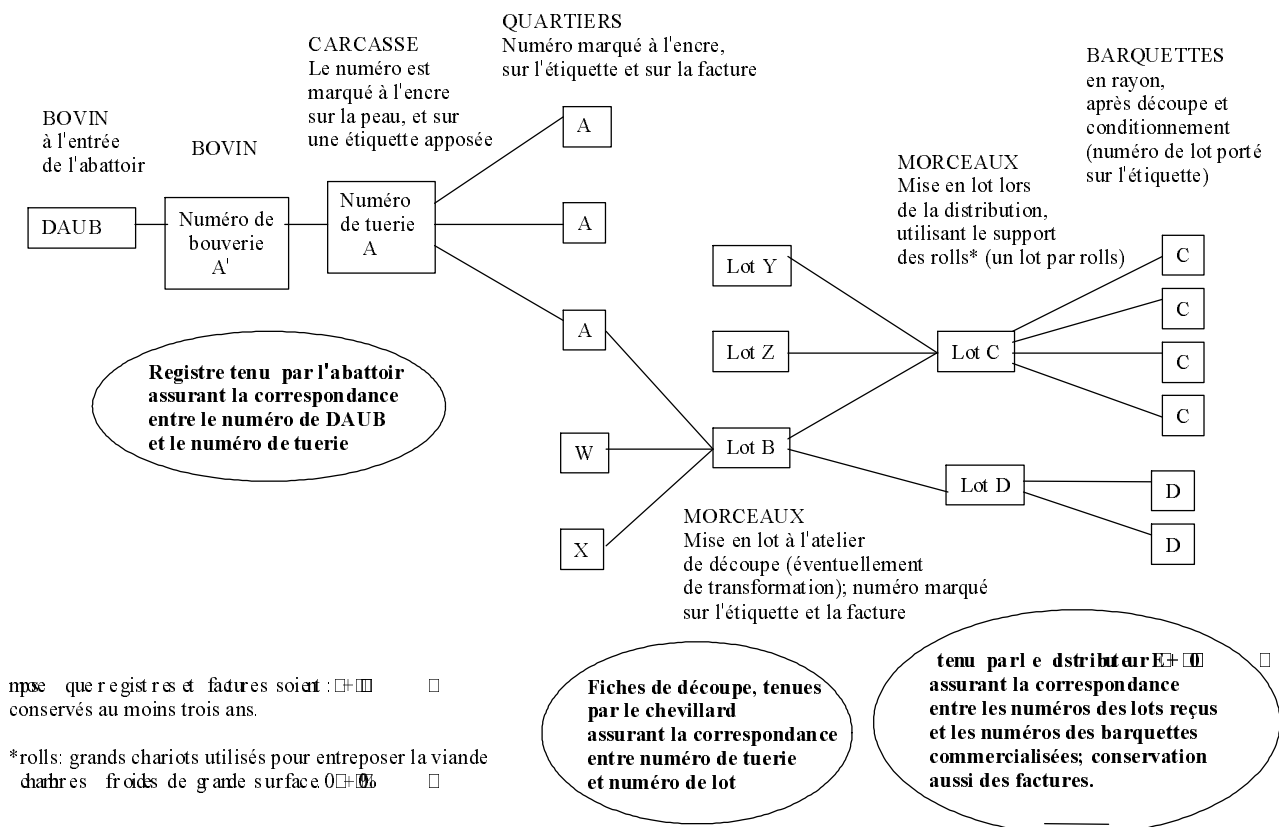 QUARTIERS
Numéro marqué à l'encre,
sur l'étiquette et sur la facture
CARCASSE
Le numéro est
marqué à l'encre
sur la peau, et sur
une étiquette apposée
BARQUETTES
en rayon,
après découpe et
conditionnement
(numéro de lot porté
sur l'étiquette)
BOVIN
à l'entrée
de l'abattoir
BOVIN
MORCEAUX
Mise en lot lors
de la distribution,
utilisant le support
des rolls* (un lot par rolls)
DAUB
Numéro de
bouverie
A'
Numéro
de tuerie
A
A
A
A
W
X
Lot Y
Lot Z
Lot B
Lot C
Lot D
C
C
C
C
D
D
Registre tenu par l'abattoir
assurant la correspondance
entre le numéro de DAUB
et le numéro de tuerie
MORCEAUX
Mise en lot à l'atelier
de découpe (éventuellement
de transformation); numéro marqué
sur l'étiquette et la facture
Fiches de découpe, tenues
par le chevillard
assurant la correspondance
entre numéro de tuerie
et numéro de lot
tenu par le distributeur
assurant la correspondance
entre les numéros des lots reçus
et les numéros des barquettes
commercialisées; conservation
aussi des factures.
que registres et factures soient :
conservés au moins trois ans.
*rolls: grands chariots utilisés pour entreposer la viande
froides de grande surface.